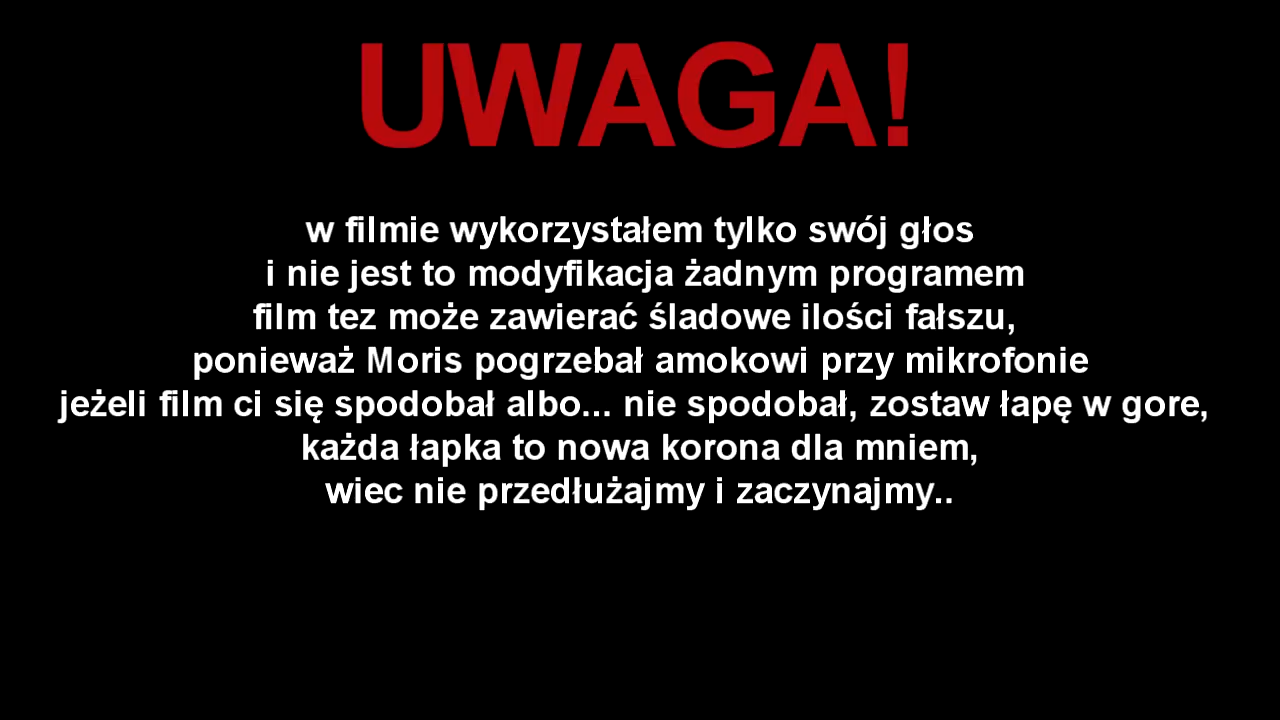 UWAGA!
w filmie wykorzystałem tylko swój głos
i nie jest to modyfikacja żadnym programem
film tez może zawierać śladowe ilości fałszu,
ponieważ Moris pogrzebał amokowi przy mikrofonie
jeżeli film ci się spodobał albo... nie spodobał, zostaw łapę w gore,
każda łapka to nowa korona dla mniem,
wiec nie przedłużajmy i zaczynajmy..